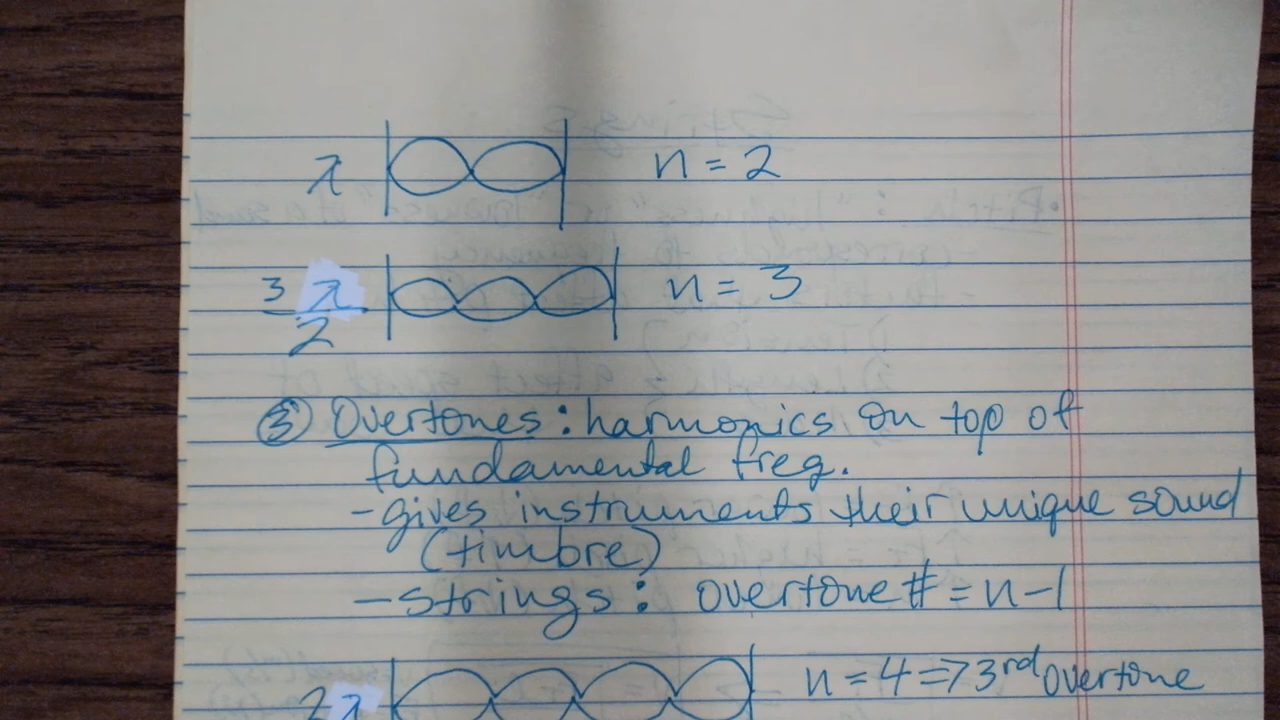 λ n = 2
3λ/2 n = 3
③ Overtones: harmonics on top of
fundamental freq.
- gives instruments their unique sound
(timbre)
- strings: overtone # = n - 1
2λ n = 4 => 3rd overtone